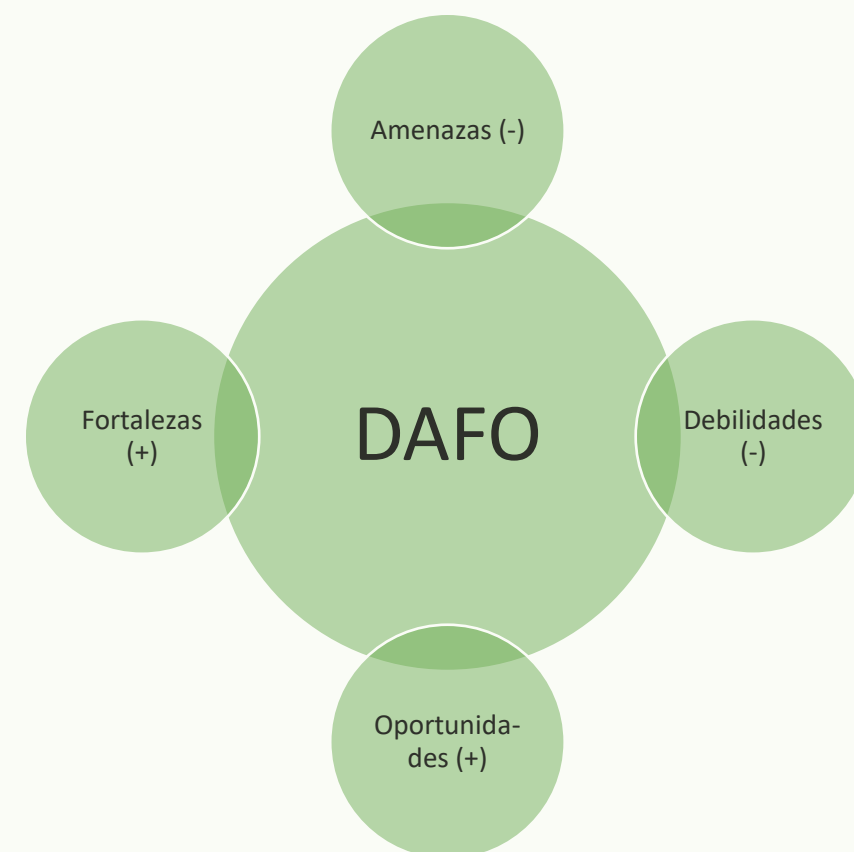 Amenazas (-)
Fortalezas
(+)
DAFO
Debilidades
(-)
Oportunida-
des (+)